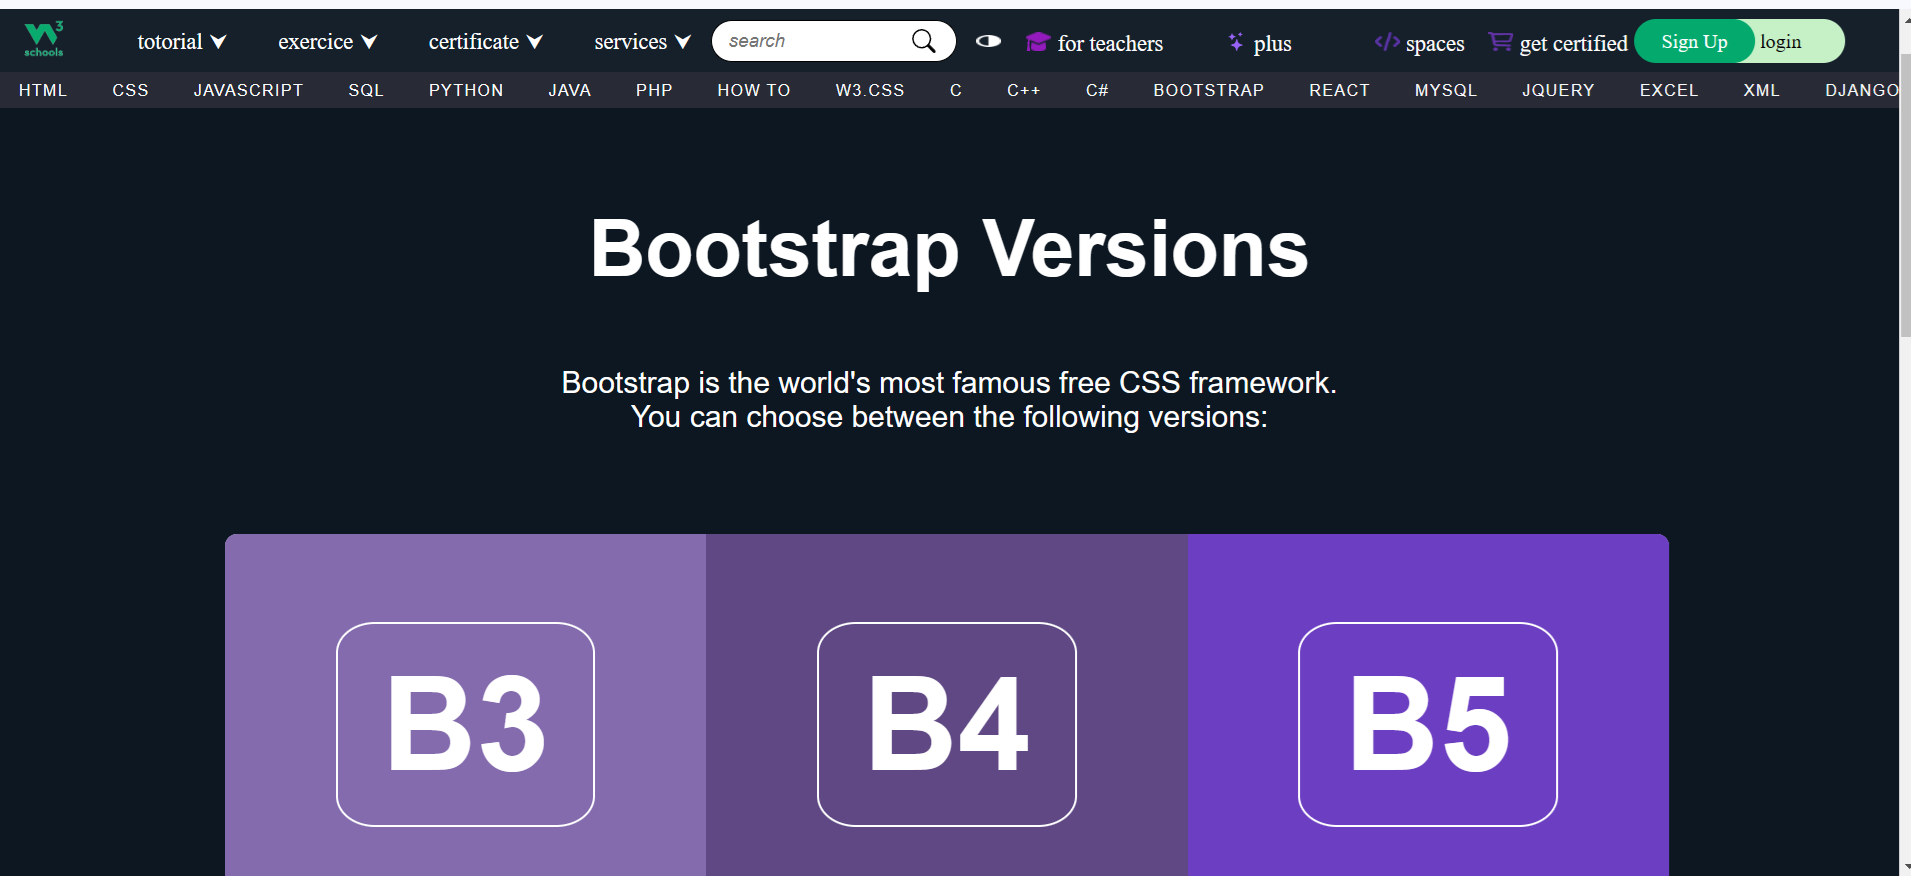 W3 schools totorial exercice certificate services search for teachers plus </> spaces get certified Sign Up login
HTML CSS JAVASCRIPT SQL PYTHON JAVA PHP HOW TO W3.CSS C C++ C# BOOTSTRAP REACT MYSQL JQUERY EXCEL XML DJANGO
Bootstrap Versions
Bootstrap is the world's most famous free CSS framework.
You can choose between the following versions:
B3 B4 B5